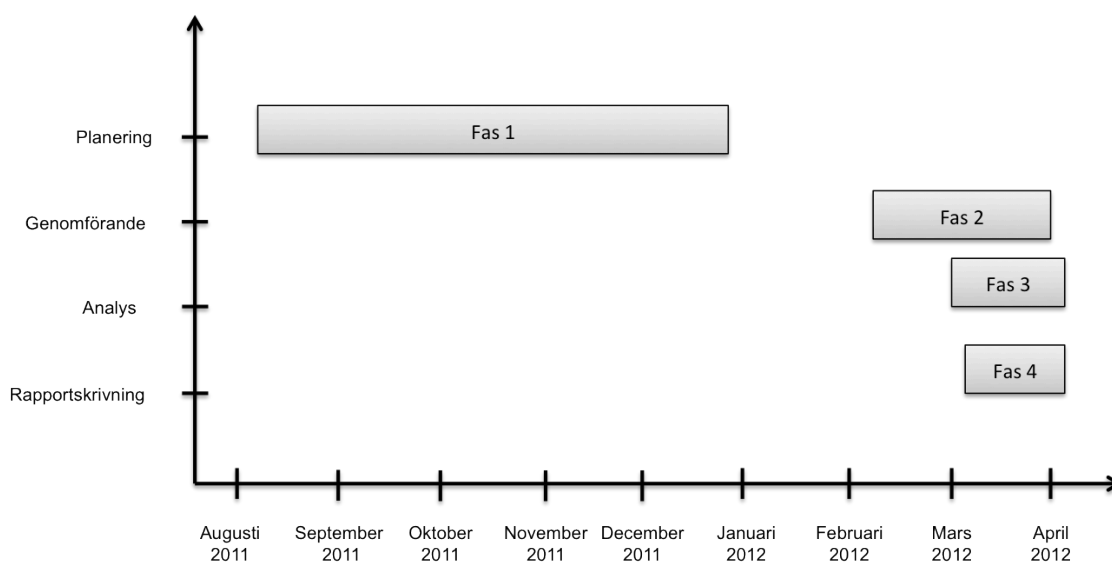 Planering
Fas 1
Genomförande
Fas 2
Analys
Fas 3
Rapportskrivning
Fas 4
Augusti September Oktober November December Januari Februari Mars April
2011 2011 2011 2011 2011 2012 2012 2012 2012